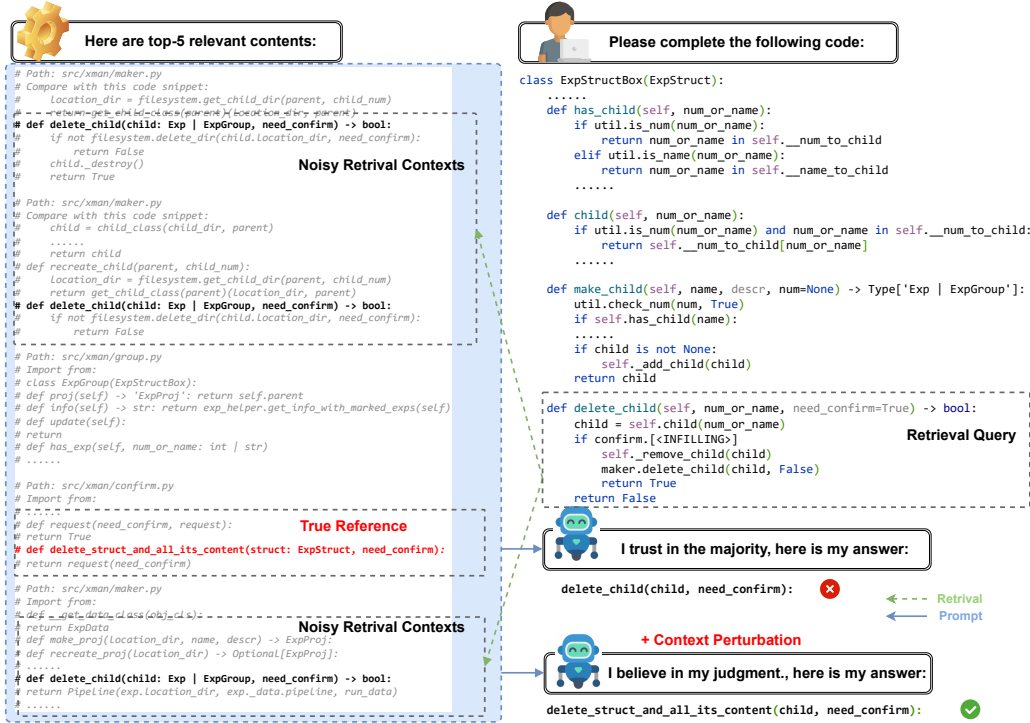 Here are top-5 relevant contents:
# Path: src/xman/maker.py
# Compare with this code snippet:
#     location_dir = filesystem.get_child_dir(parent, child_num)
#     return get_child_class(parent)(location_dir, parent)
# def delete_child(child: Exp | ExpGroup, need_confirm) -> bool:
#     if not filesystem.delete_dir(child.location_dir, need_confirm):
#         return False
#     child._destroy()
#     return True
Noisy Retrival Contexts
# Path: src/xman/maker.py
# Compare with this code snippet:
#     child = child_class(child_dir, parent)
#     ......
#     return child
# def recreate_child(parent, child_num):
#     location_dir = filesystem.get_child_dir(parent, child_num)
#     return get_child_class(parent)(location_dir, parent)
# def delete_child(child: Exp | ExpGroup, need_confirm) -> bool:
#     if not filesystem.delete_dir(child.location_dir, need_confirm):
#         return False
# Path: src/xman/group.py
# Import from:
# class ExpGroup(ExpStructBox):
# def proj(self) -> 'ExpProj': return self.parent
# def info(self) -> str: return exp_helper.get_info_with_marked_exps(self)
# def update(self):
# return
# def has_exp(self, num_or_name: int | str)
# ......
# Path: src/xman/confirm.py
# Import from:
# ......
# def request(need_confirm, request):
# return True
True Reference
# def delete_struct_and_all_its_content(struct: ExpStruct, need_confirm):
# return request(need_confirm)
# Path: src/xman/maker.py
# Import from:
# def __get_data_class(obj_cls):
# return ExpData
# def make_proj(location_dir, name, descr) -> ExpProj:
# def recreate_proj(location_dir) -> Optional[ExpProj]:
# ......
Noisy Retrival Contexts
# def delete_child(child: Exp | ExpGroup, need_confirm) -> bool:
# return Pipeline(exp.location_dir, exp._data.pipeline, run_data)
# ......
Please complete the following code:
class ExpStructBox(ExpStruct):
    ......
    def has_child(self, num_or_name):
        if util.is_num(num_or_name):
            return num_or_name in self.__num_to_child
        elif util.is_name(num_or_name):
            return num_or_name in self.__name_to_child
        ......
    def child(self, num_or_name):
        if util.is_num(num_or_name) and num_or_name in self.__num_to_child:
            return self.__num_to_child[num_or_name]
        ......
    def make_child(self, name, descr, num=None) -> Type['Exp | ExpGroup']:
        util.check_num(num, True)
        if self.has_child(name):
        ......
        if child is not None:
            self._add_child(child)
        return child
    def delete_child(self, num_or_name, need_confirm=True) -> bool:
        child = self.child(num_or_name)
        if confirm.[<INFILLING>]
            self._remove_child(child)
            maker.delete_child(child, False)
            return True
        return False
Retrieval Query
I trust in the majority, here is my answer:
delete_child(child, need_confirm):
Retrival
Prompt
+ Context Perturbation
I believe in my judgment., here is my answer:
delete_struct_and_all_its_content(child, need_confirm):